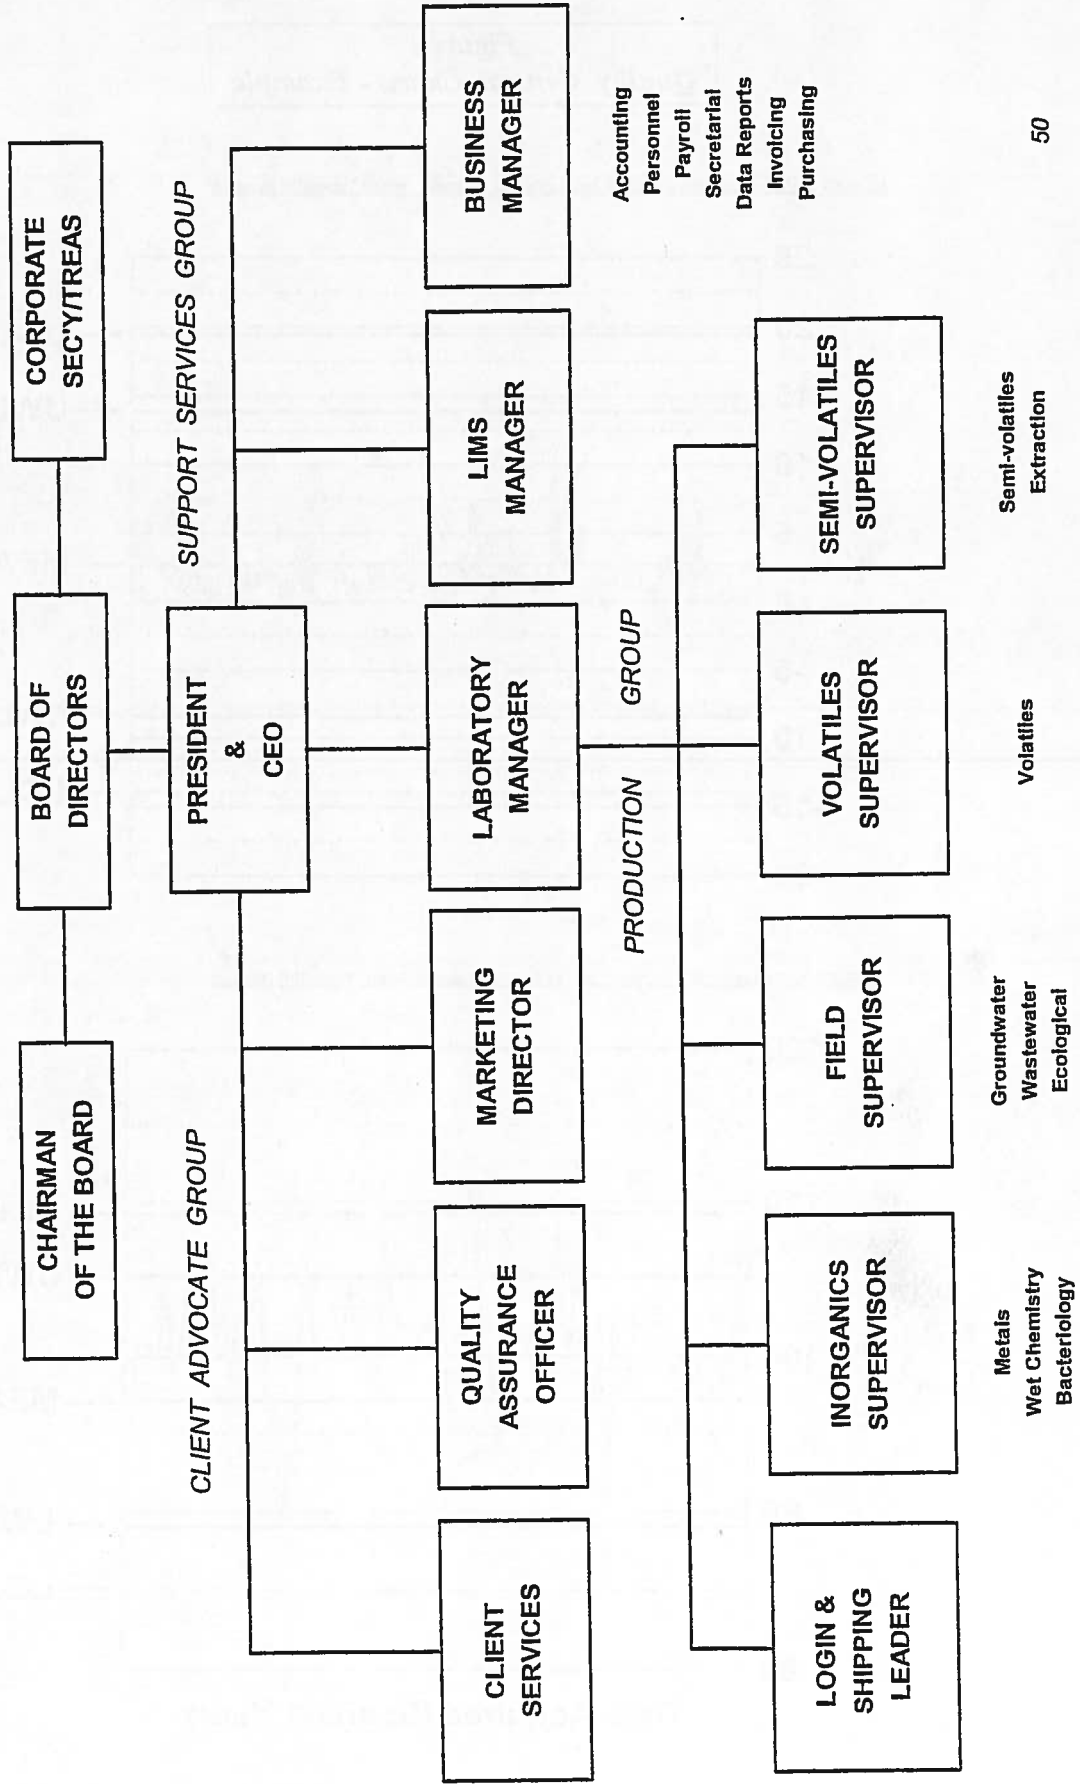 CHAIRMAN
OF THE BOARD
BOARD OF
DIRECTORS
CORPORATE
SEC'Y/TREAS
CLIENT ADVOCATE GROUP
PRESIDENT
&
CEO
SUPPORT SERVICES GROUP
CLIENT
SERVICES
QUALITY
ASSURANCE
OFFICER
MARKETING
DIRECTOR
LABORATORY
MANAGER
LIMS
MANAGER
BUSINESS
MANAGER
Accounting
Personnel
Payroll
Secretarial
Data Reports
Invoicing
Purchasing
PRODUCTION GROUP
LOGIN &
SHIPPING
LEADER
INORGANICS
SUPERVISOR
FIELD
SUPERVISOR
VOLATILES
SUPERVISOR
SEMI-VOLATILES
SUPERVISOR
Metals
Wet Chemistry
Bacteriology
Groundwater
Wastewater
Ecological
Volatiles
Semi-volatiles
Extraction
50